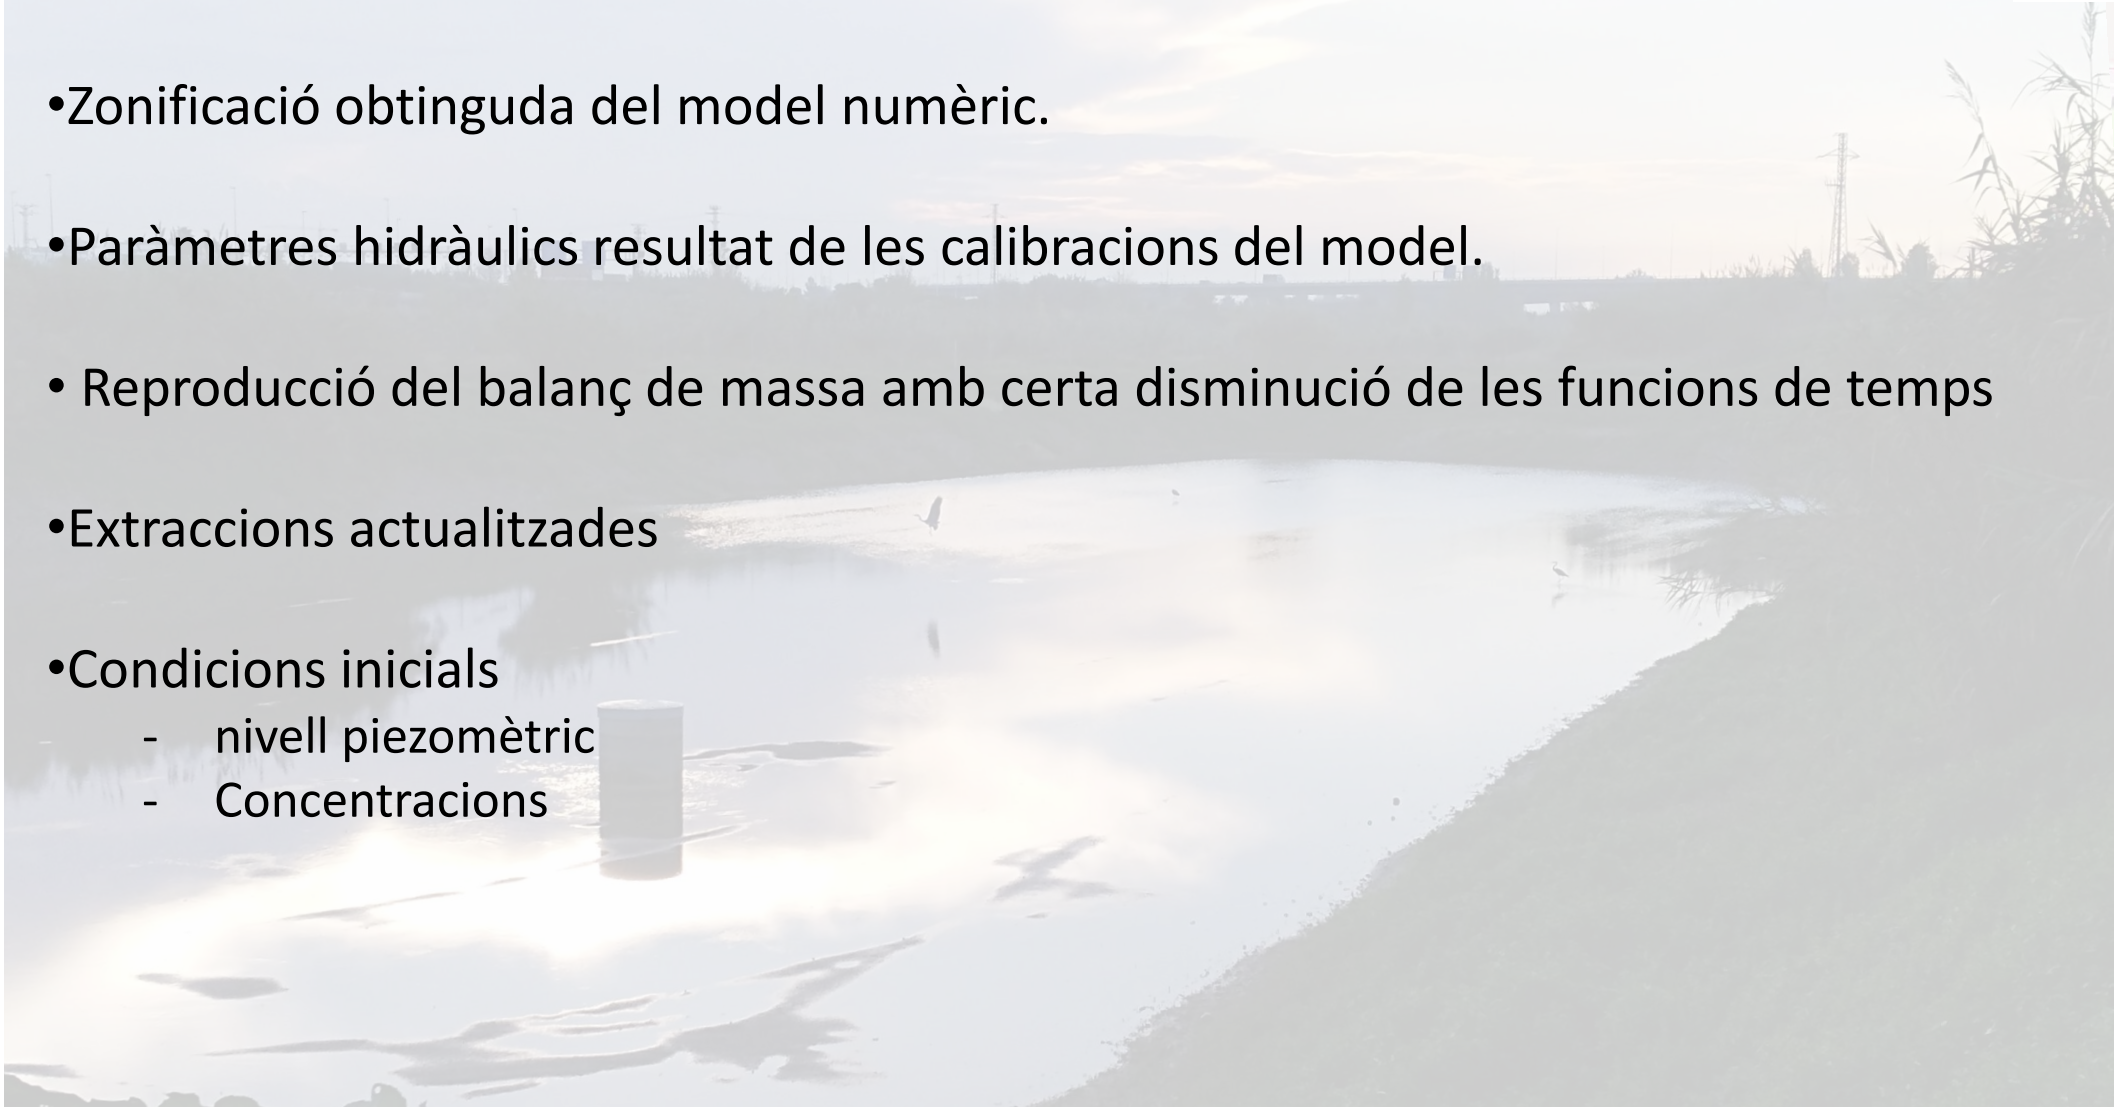 •Zonificació obtinguda del model numèric.
•Paràmetres hidràulics resultat de les calibracions del model.
• Reproducció del balanç de massa amb certa disminució de les funcions de temps
•Extraccions actualitzades
•Condicions inicials
- nivell piezomètric
- Concentracions